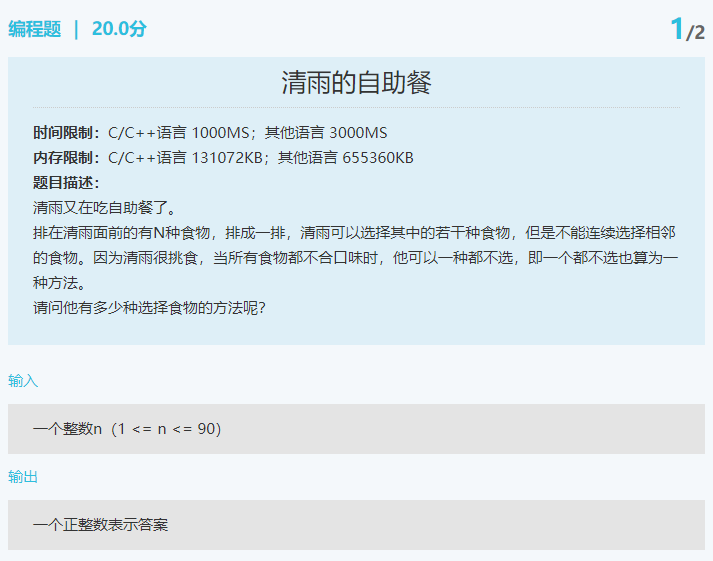 编程题 | 20.0分
1/2
清雨的自助餐
时间限制：C/C++语言 1000MS；其他语言 3000MS
内存限制：C/C++语言 131072KB；其他语言 655360KB
题目描述：
清雨又在吃自助餐了。
排在清雨面前的有N种食物，排成一排，清雨可以选择其中的若干种食物，但是不能连续选择相邻
的食物。因为清雨很挑食，当所有食物都不合口味时，他可以一种都不选，即一个都不选也算为一
种方法。
请问他有多少种选择食物的方法呢？
输入
一个整数n（1 <= n <= 90）
输出
一个正整数表示答案